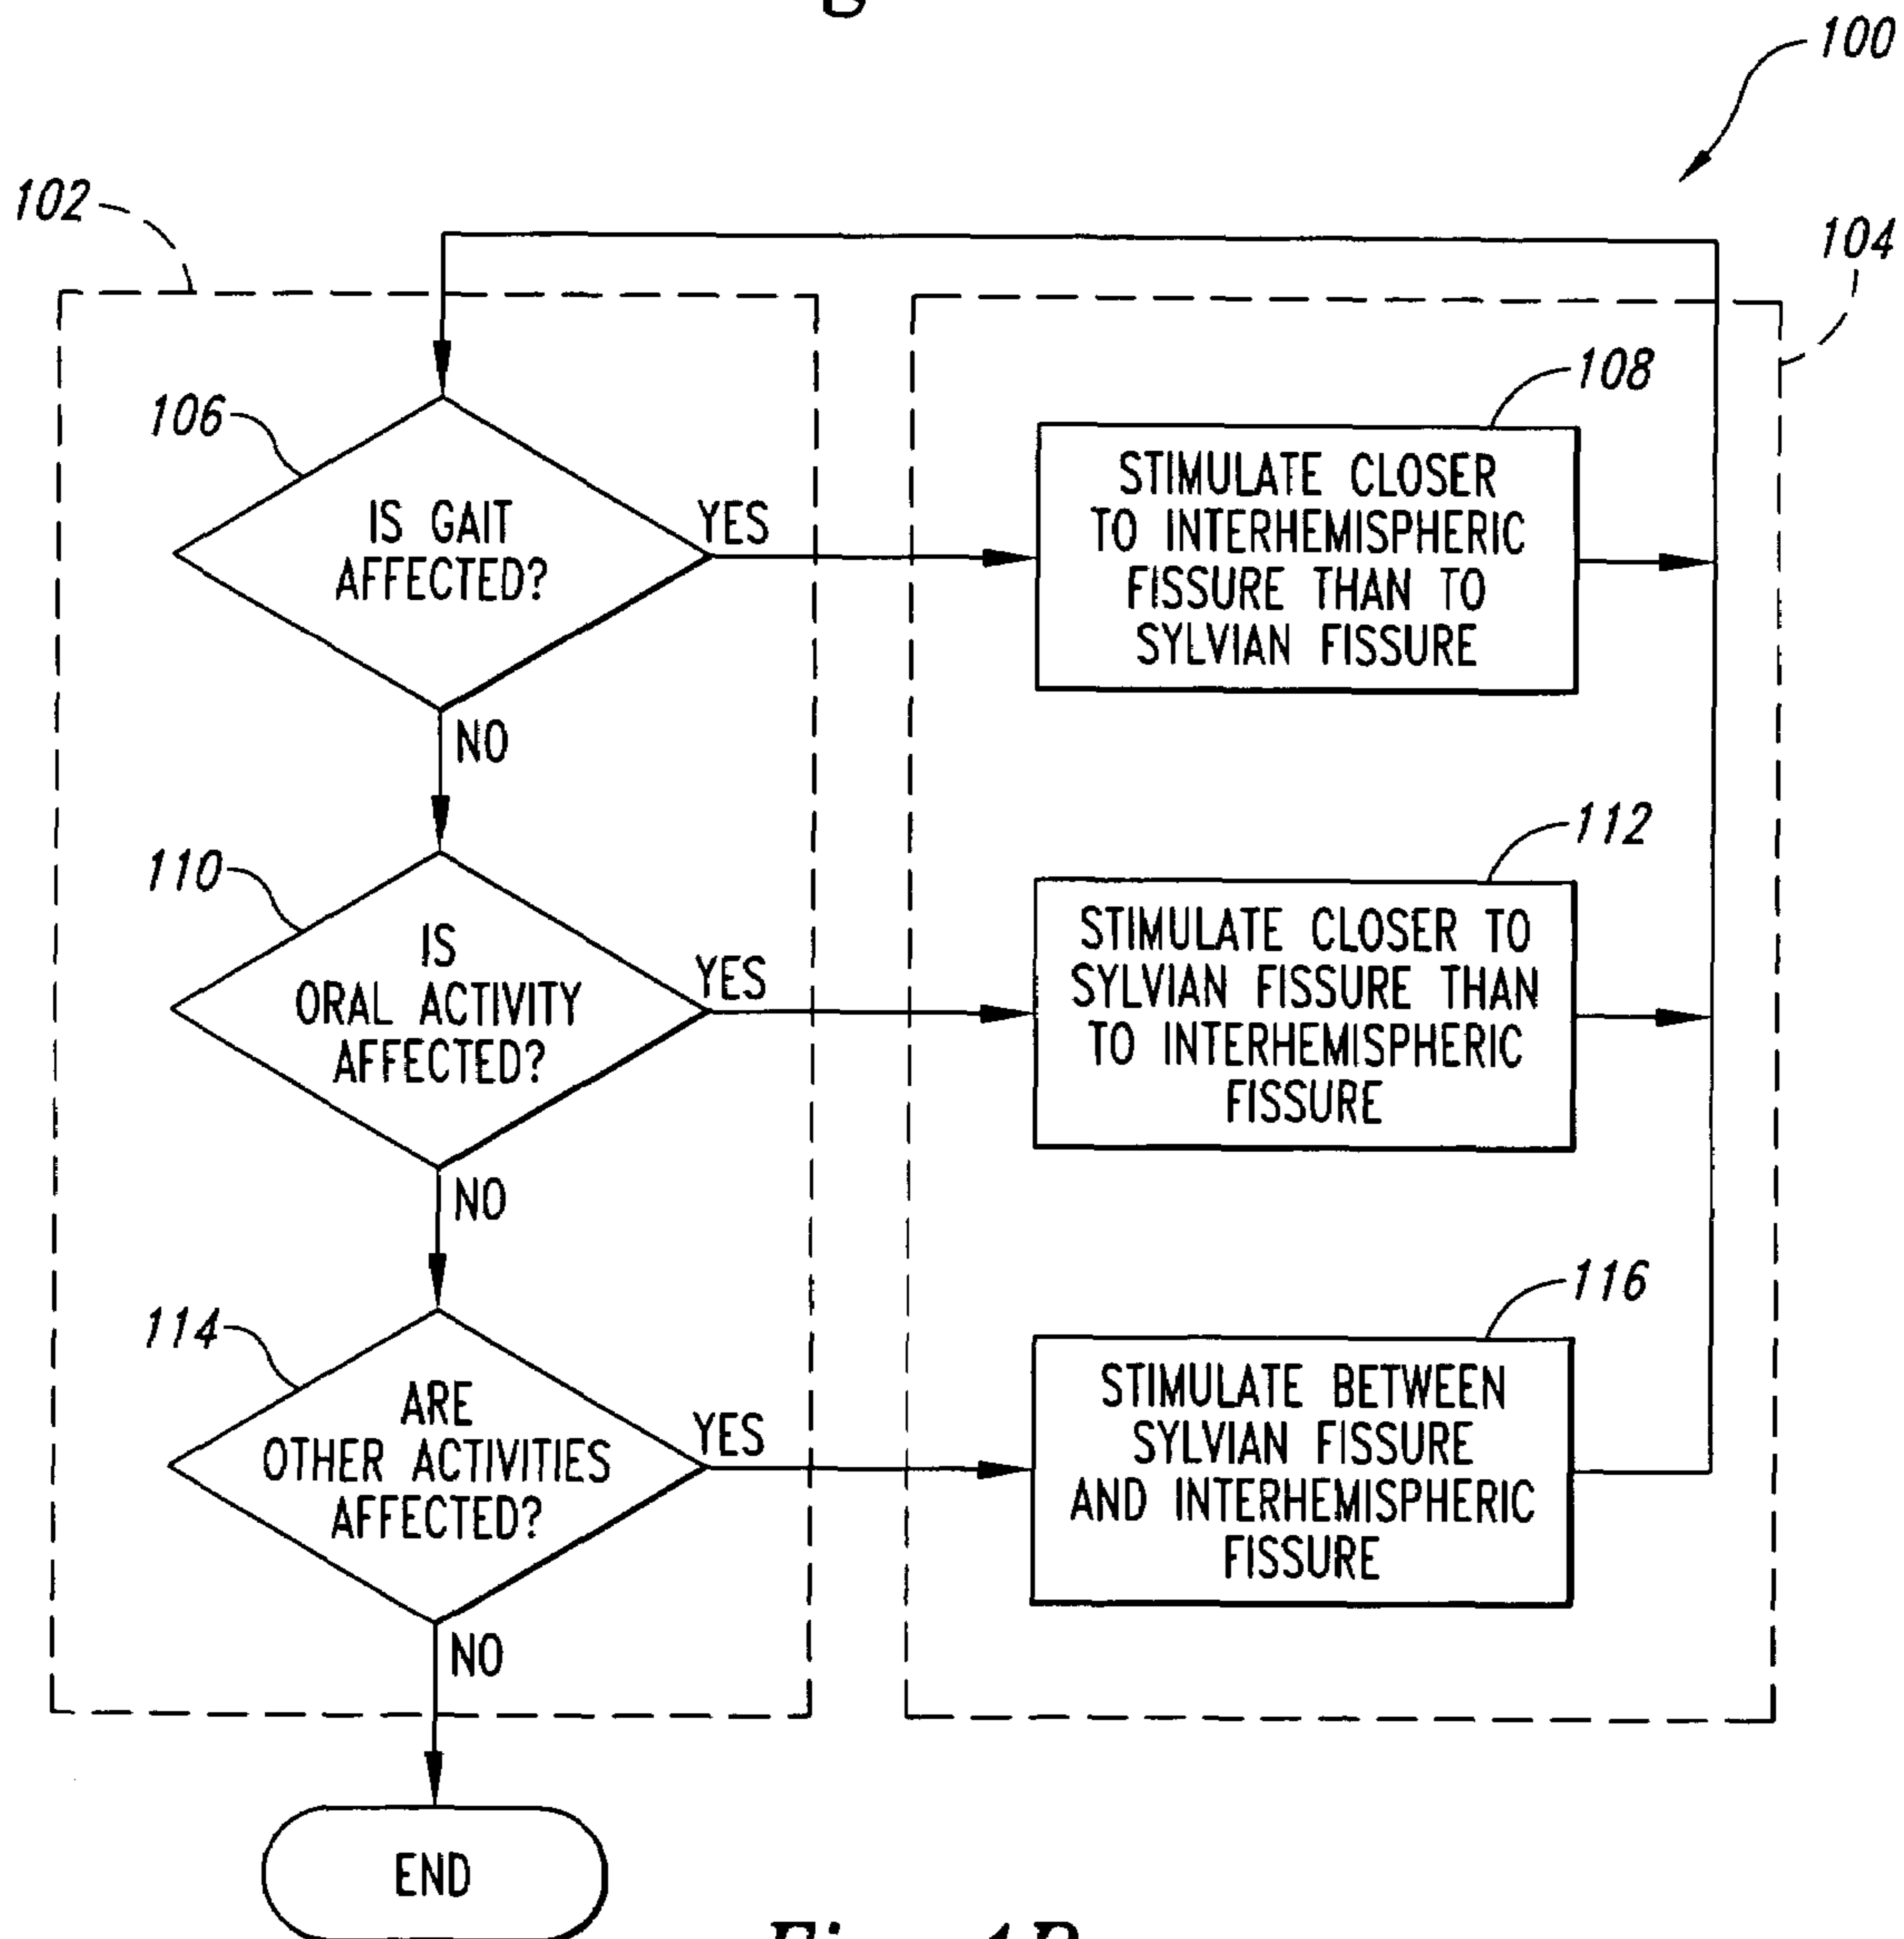 100
102
104
106
IS GAIT
AFFECTED?
YES
NO
108
STIMULATE CLOSER
TO INTERHEMISPHERIC
FISSURE THAN TO
SYLVIAN FISSURE
110
IS
ORAL ACTIVITY
AFFECTED?
YES
NO
112
STIMULATE CLOSER TO
SYLVIAN FISSURE THAN
TO INTERHEMISPHERIC
FISSURE
114
ARE
OTHER ACTIVITIES
AFFECTED?
YES
NO
116
STIMULATE BETWEEN
SYLVIAN FISSURE
AND INTERHEMISPHERIC
FISSURE
END